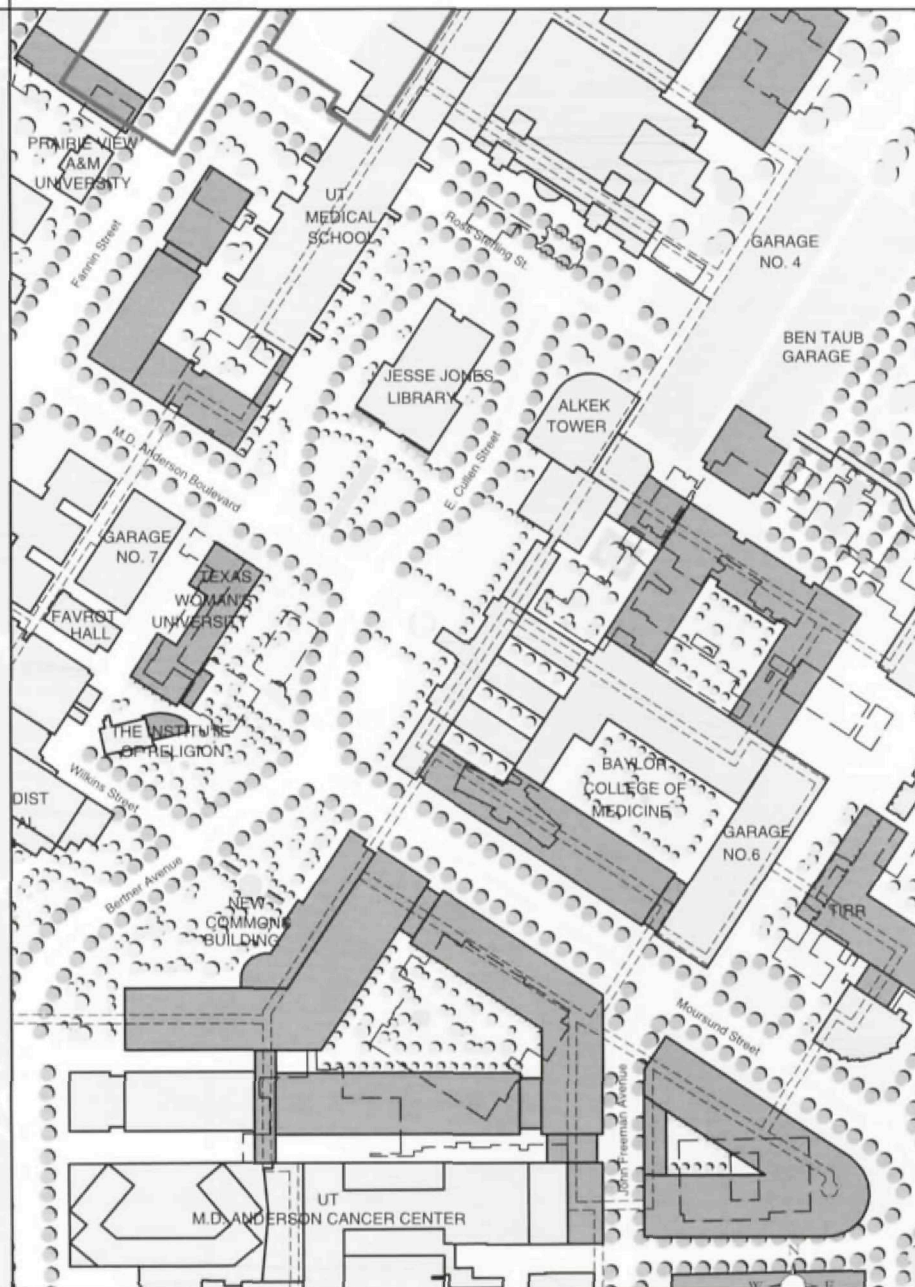 PRAIRIE VIEW
A&M
UNIVERSITY
Fannin Street
UT
MEDICAL
SCHOOL
Ross Sterling St.
GARAGE
NO. 4
BEN TAUB
GARAGE
JESSE JONES
LIBRARY
ALKEK
TOWER
E. Cullen Street
M.D. Anderson Boulevard
GARAGE
NO. 7
TEXAS
WOMAN'S
UNIVERSITY
FAVROT
HALL
THE INSTITUTE
OF RELIGION
Wilkins Street
DIST
AL
BAYLOR
COLLEGE OF
MEDICINE
GARAGE
NO.6
TIRR
Bertner Avenue
NEW
COMMONS
BUILDING
Moursund Street
John Freeman Avenue
UT
M.D. ANDERSON CANCER CENTER